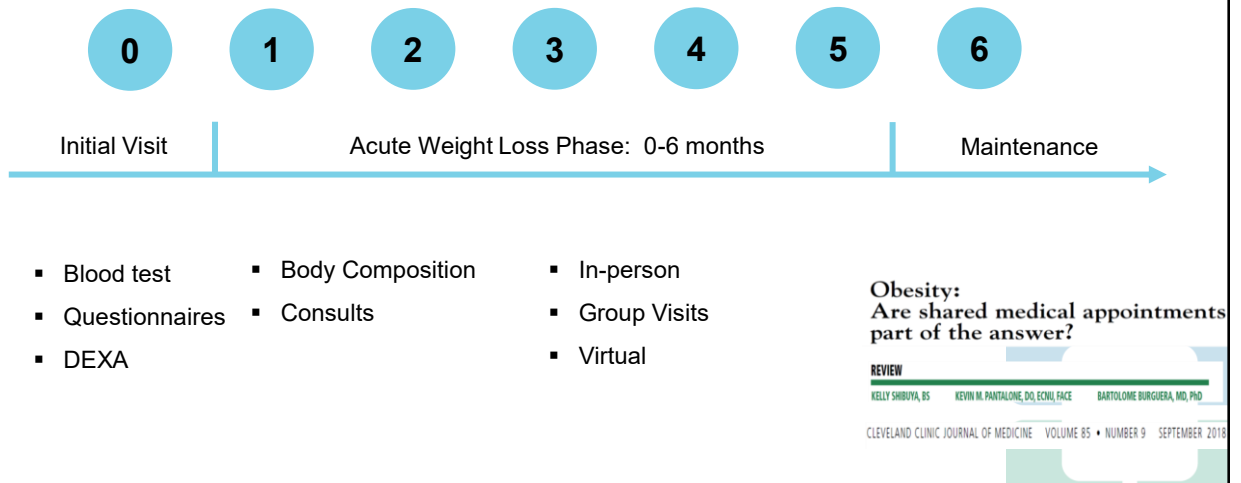 0 1 2 3 4 5 6
Initial Visit Acute Weight Loss Phase: 0-6 months Maintenance
▪ Blood test
▪ Questionnaires
▪ DEXA
▪ Body Composition
▪ Consults
▪ In-person
▪ Group Visits
▪ Virtual
Obesity:
Are shared medical appointments
part of the answer?
REVIEW
KELLY SHIBUYA, BS KEVIN M. PANTALONE, DO, ECNU, FACE BARTOLOME BURGUERA, MD, PhD
CLEVELAND CLINIC JOURNAL OF MEDICINE VOLUME 85 • NUMBER 9 SEPTEMBER 2018